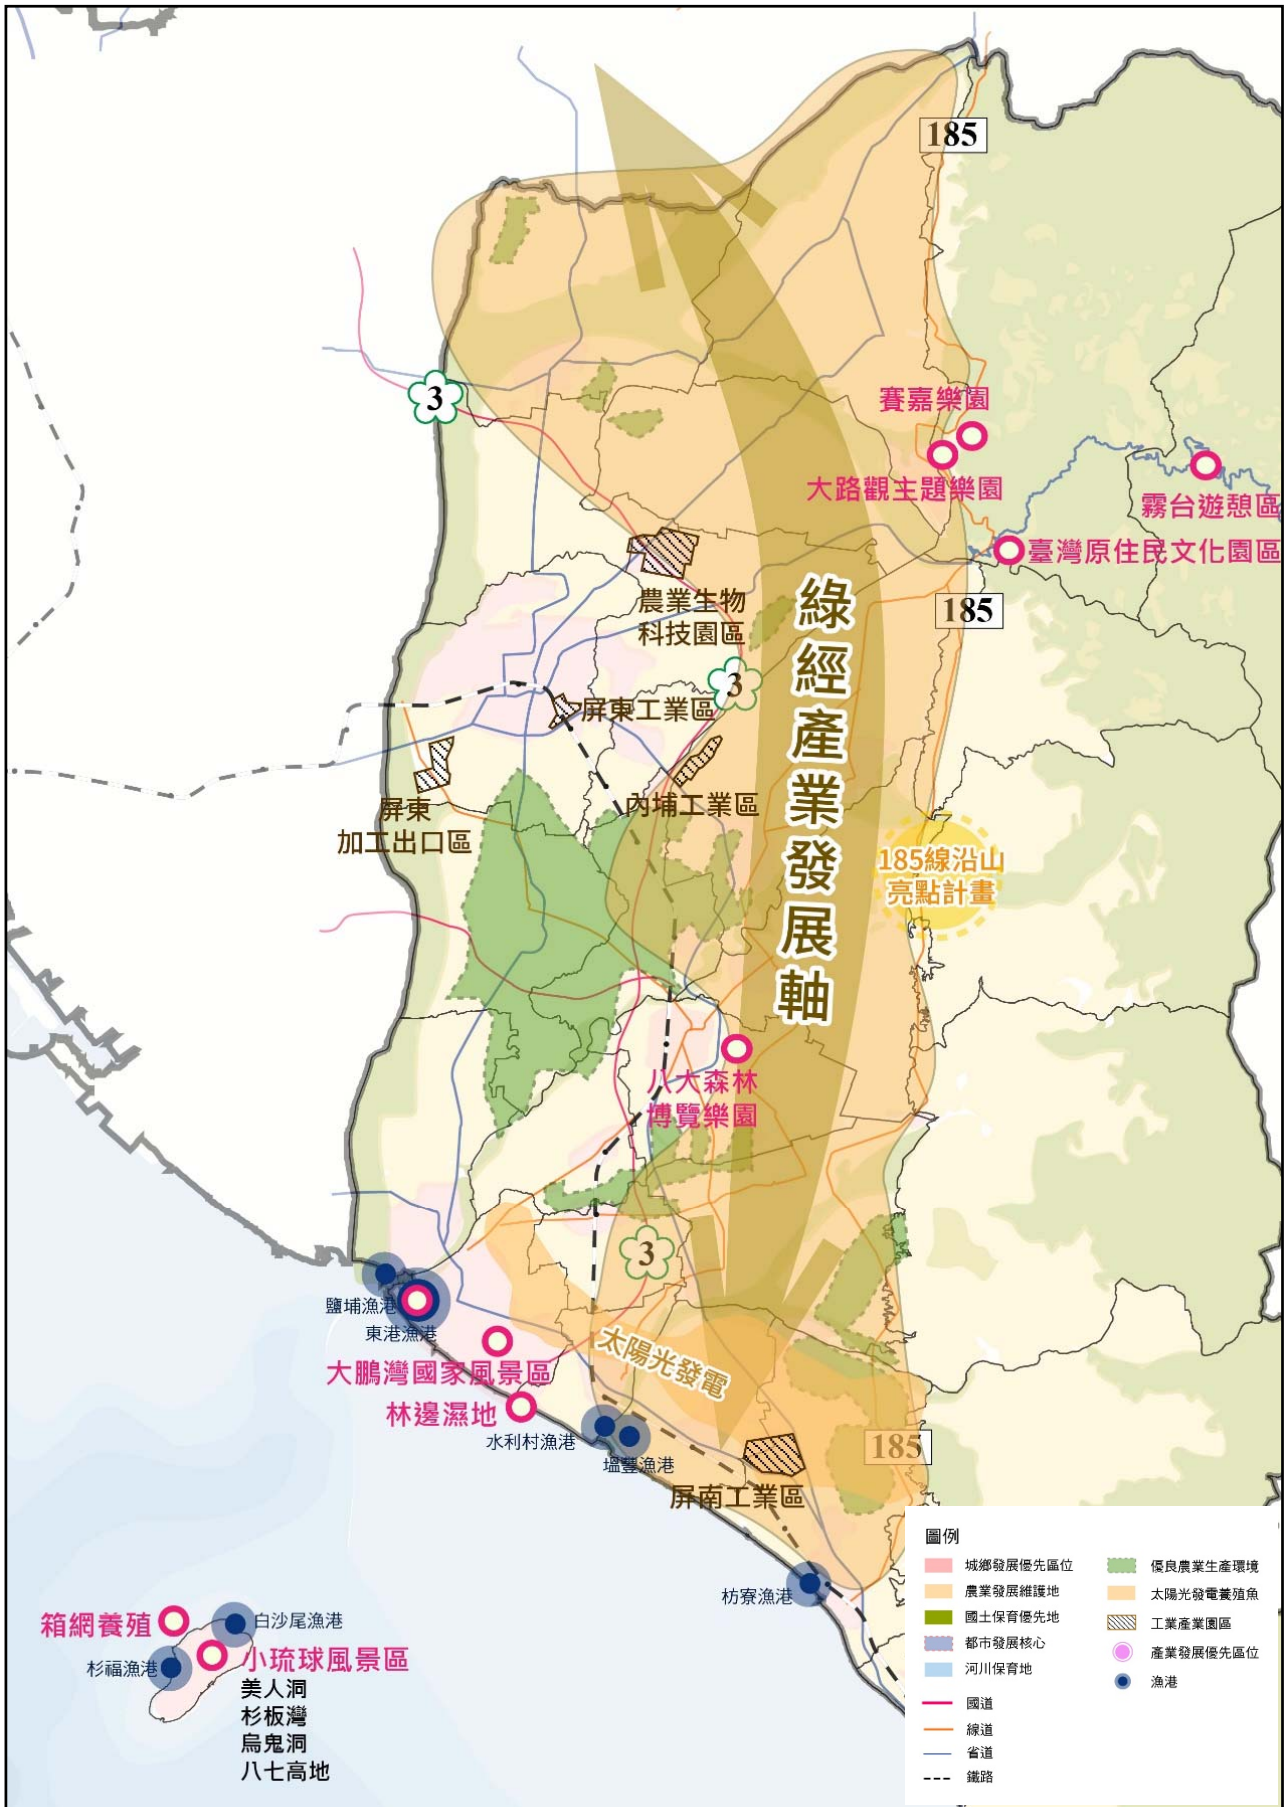 185
3
賽嘉樂園
大路觀主題樂園
霧台遊憩區
臺灣原住民文化園區
農業生物
科技園區
185
綠經產業發展軸
3
屏東工業區
內埔工業區
屏東
加工出口區
185線沿山
亮點計畫
八大森林
博覽樂園
3
鹽埔漁港
東港漁港
大鵬灣國家風景區
太陽光發電
林邊濕地
水利村漁港
塭豐漁港
185
屏南工業區
枋寮漁港
箱網養殖
白沙尾漁港
杉福漁港
小琉球風景區
美人洞
杉板灣
烏鬼洞
八七高地
圖例
城鄉發展優先區位
農業發展維護地
國土保育優先地
都市發展核心
河川保育地
國道
線道
省道
鐵路
優良農業生產環境
太陽光發電養殖魚
工業產業園區
產業發展優先區位
漁港